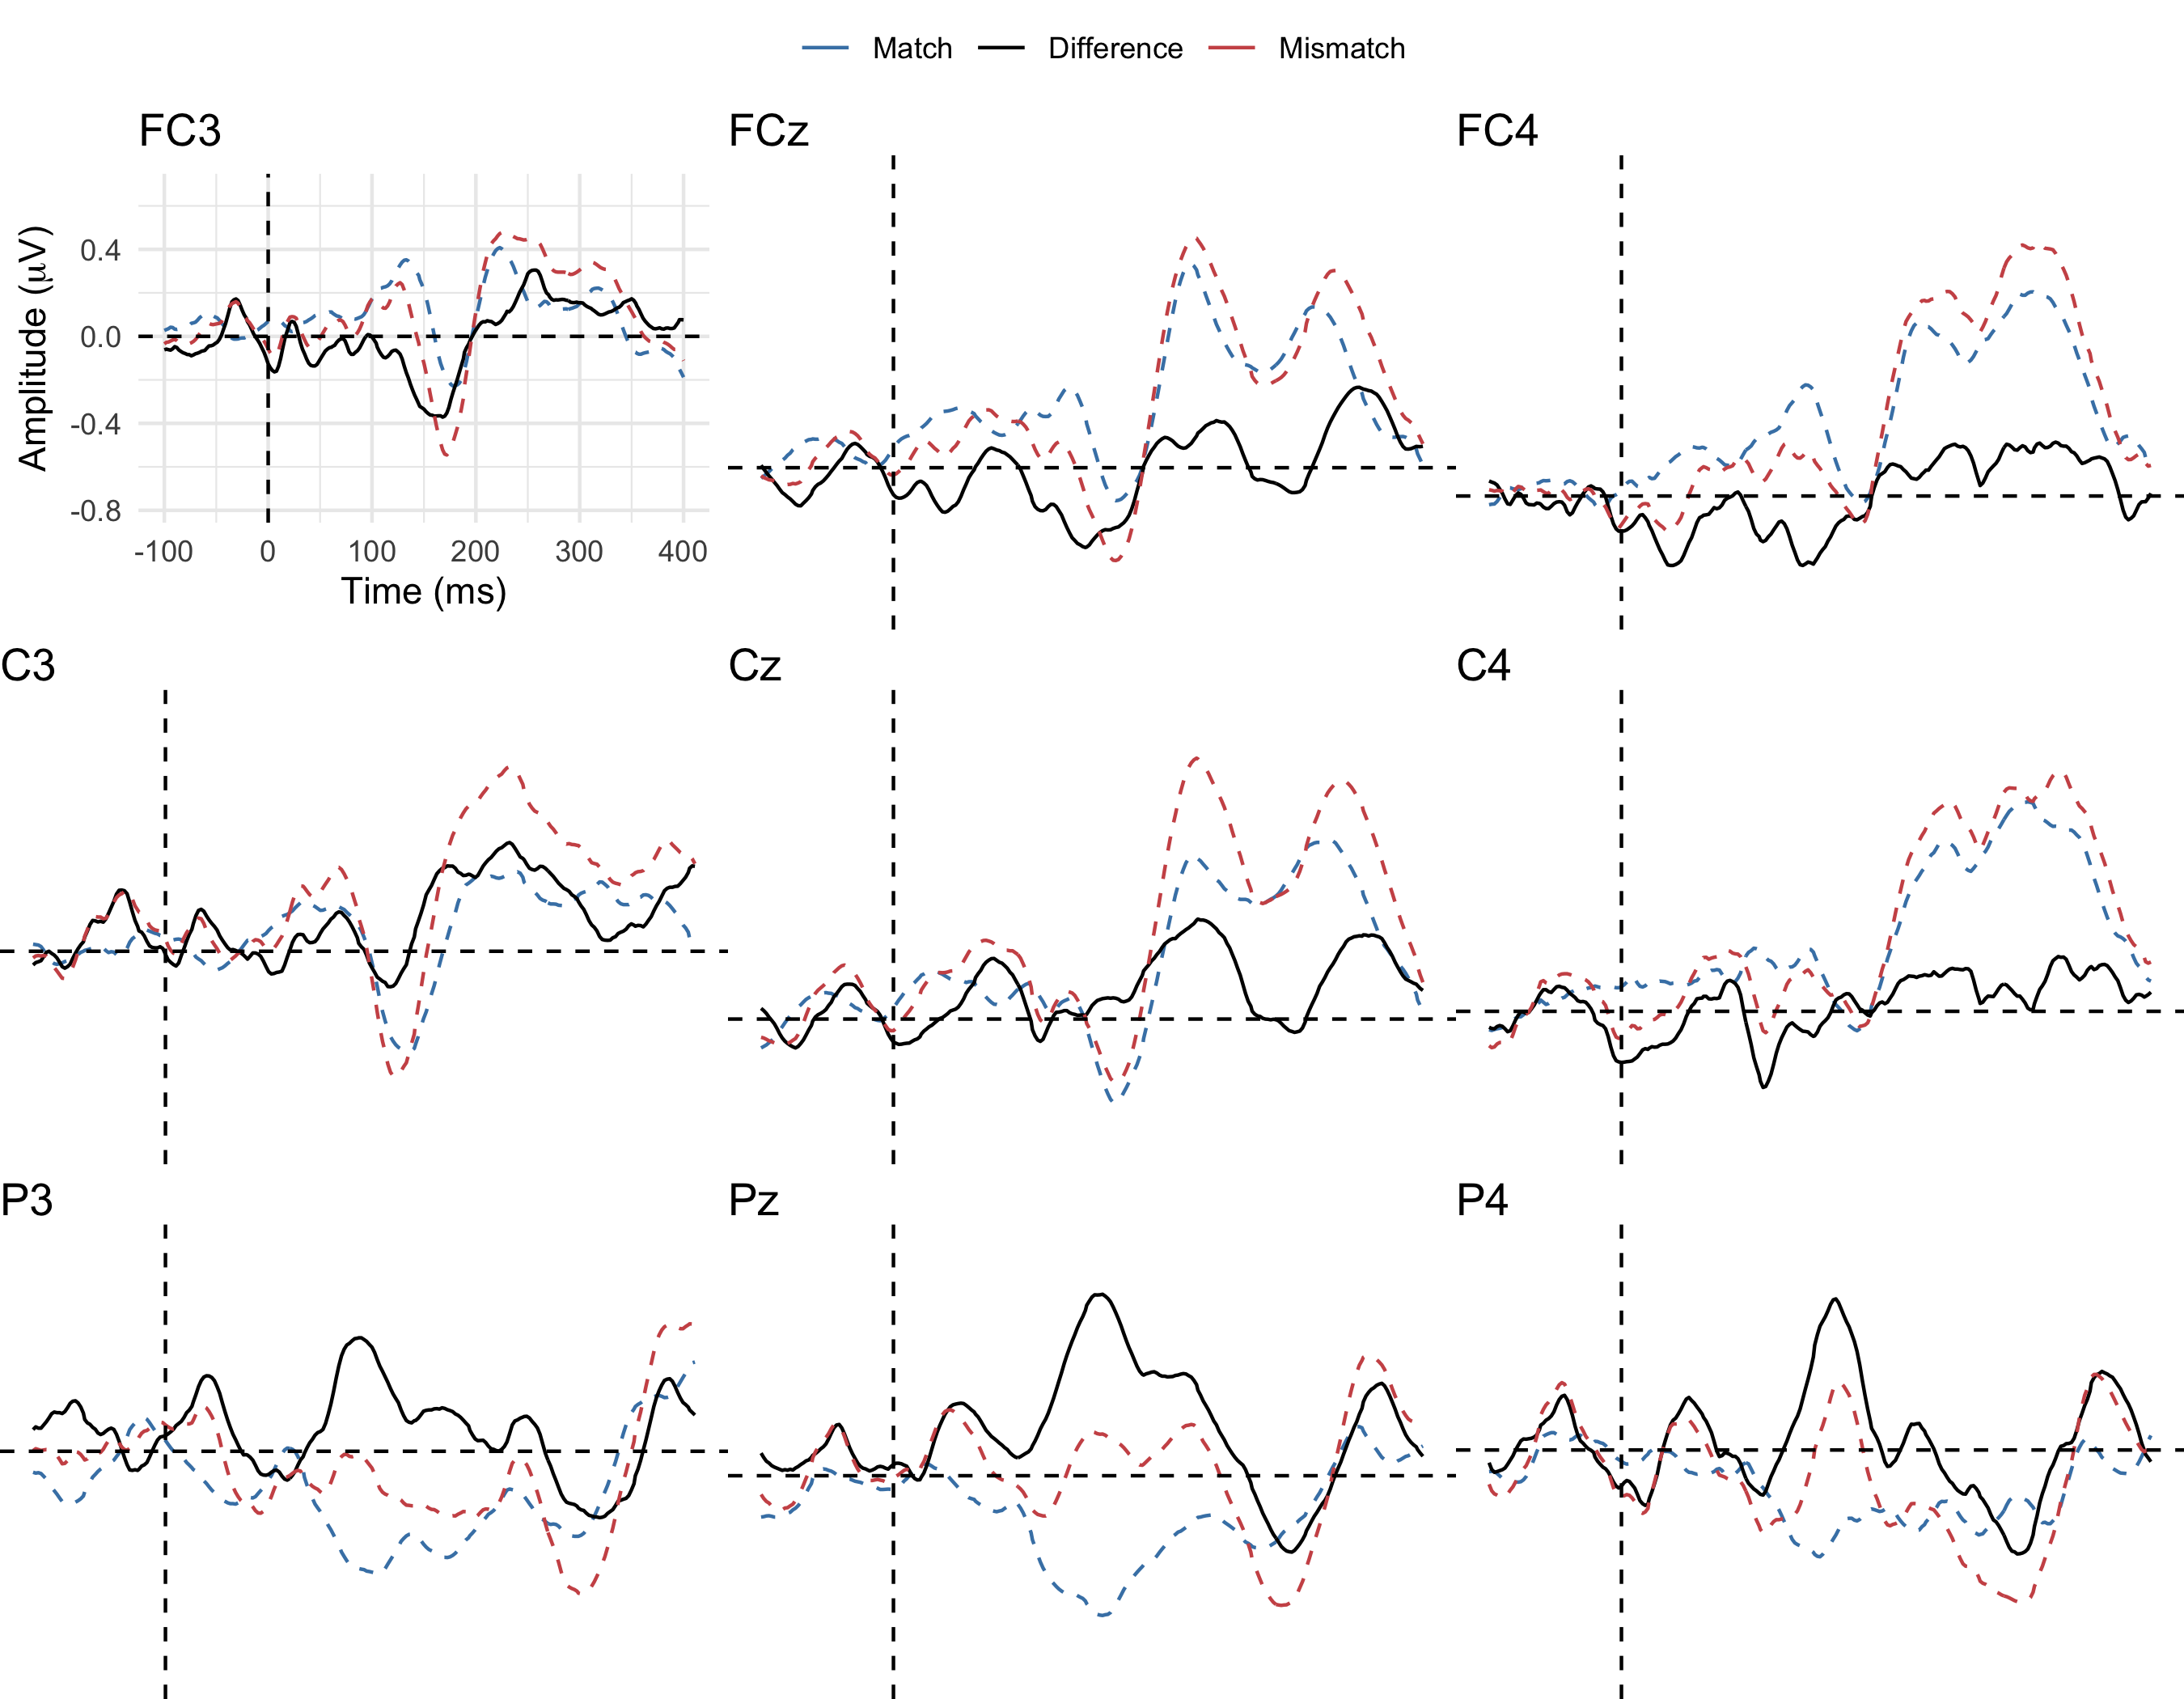 Match Difference Mismatch
FC3
FCz
FC4
Amplitude (μV)
0.4
0.0
-0.4
-0.8
-100 0 100 200 300 400
Time (ms)
C3
Cz
C4
P3
Pz
P4